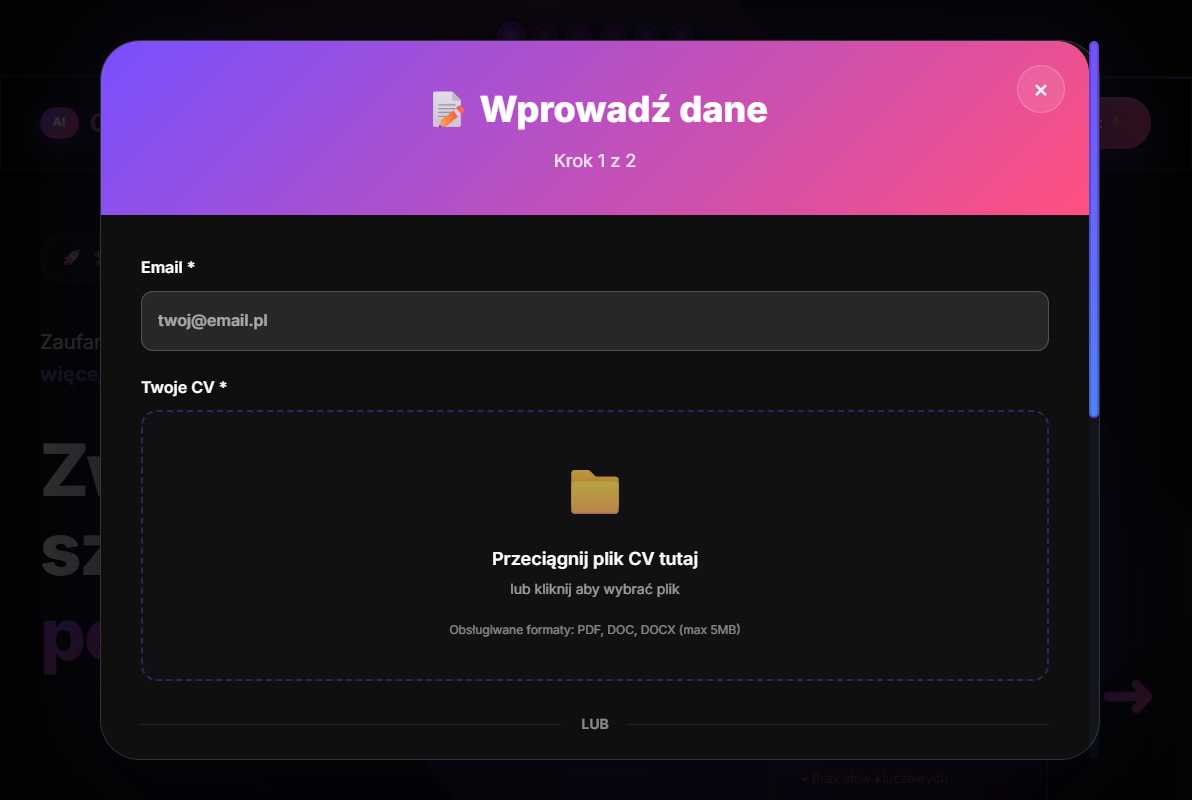 Wprowadź dane
Krok 1 z 2
AI
Email *
twoj@email.pl
Zaufan
więcej
Twoje CV *
Przeciągnij plik CV tutaj
lub kliknij aby wybrać plik
Obsługiwane formaty: PDF, DOC, DOCX (max 5MB)
LUB
• Brak słów kluczowych